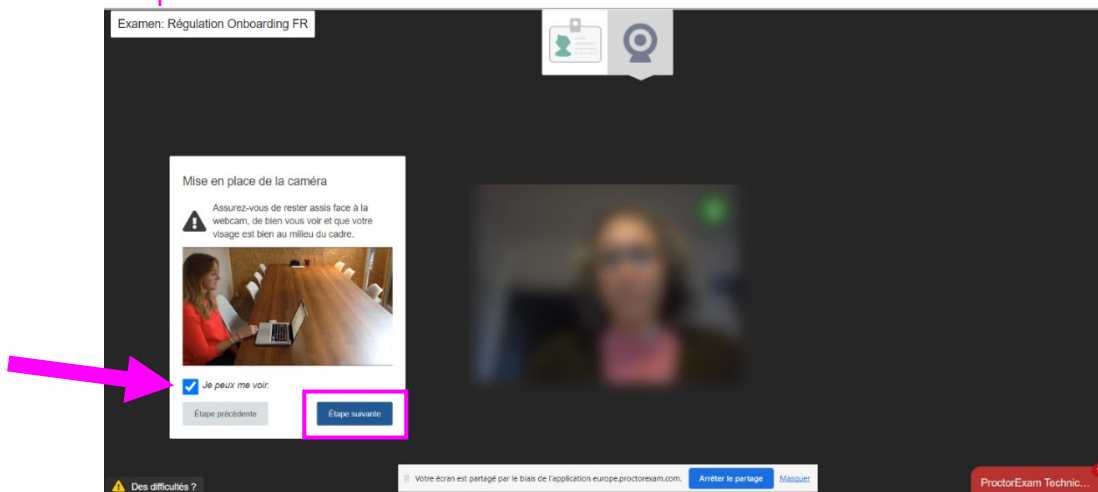 Examen: Régulation Onboarding FR
Mise en place de la caméra
Assurez-vous de rester assis face à la
webcam, de bien vous voir et que votre
visage est bien au milieu du cadre.
Je peux me voir.
Étape précédente
Étape suivante
Des difficultés ?
Votre écran est partagé par le biais de l'application europe.proctorexam.com.
Arrêter le partage
Masquer
ProctorExam Technic...